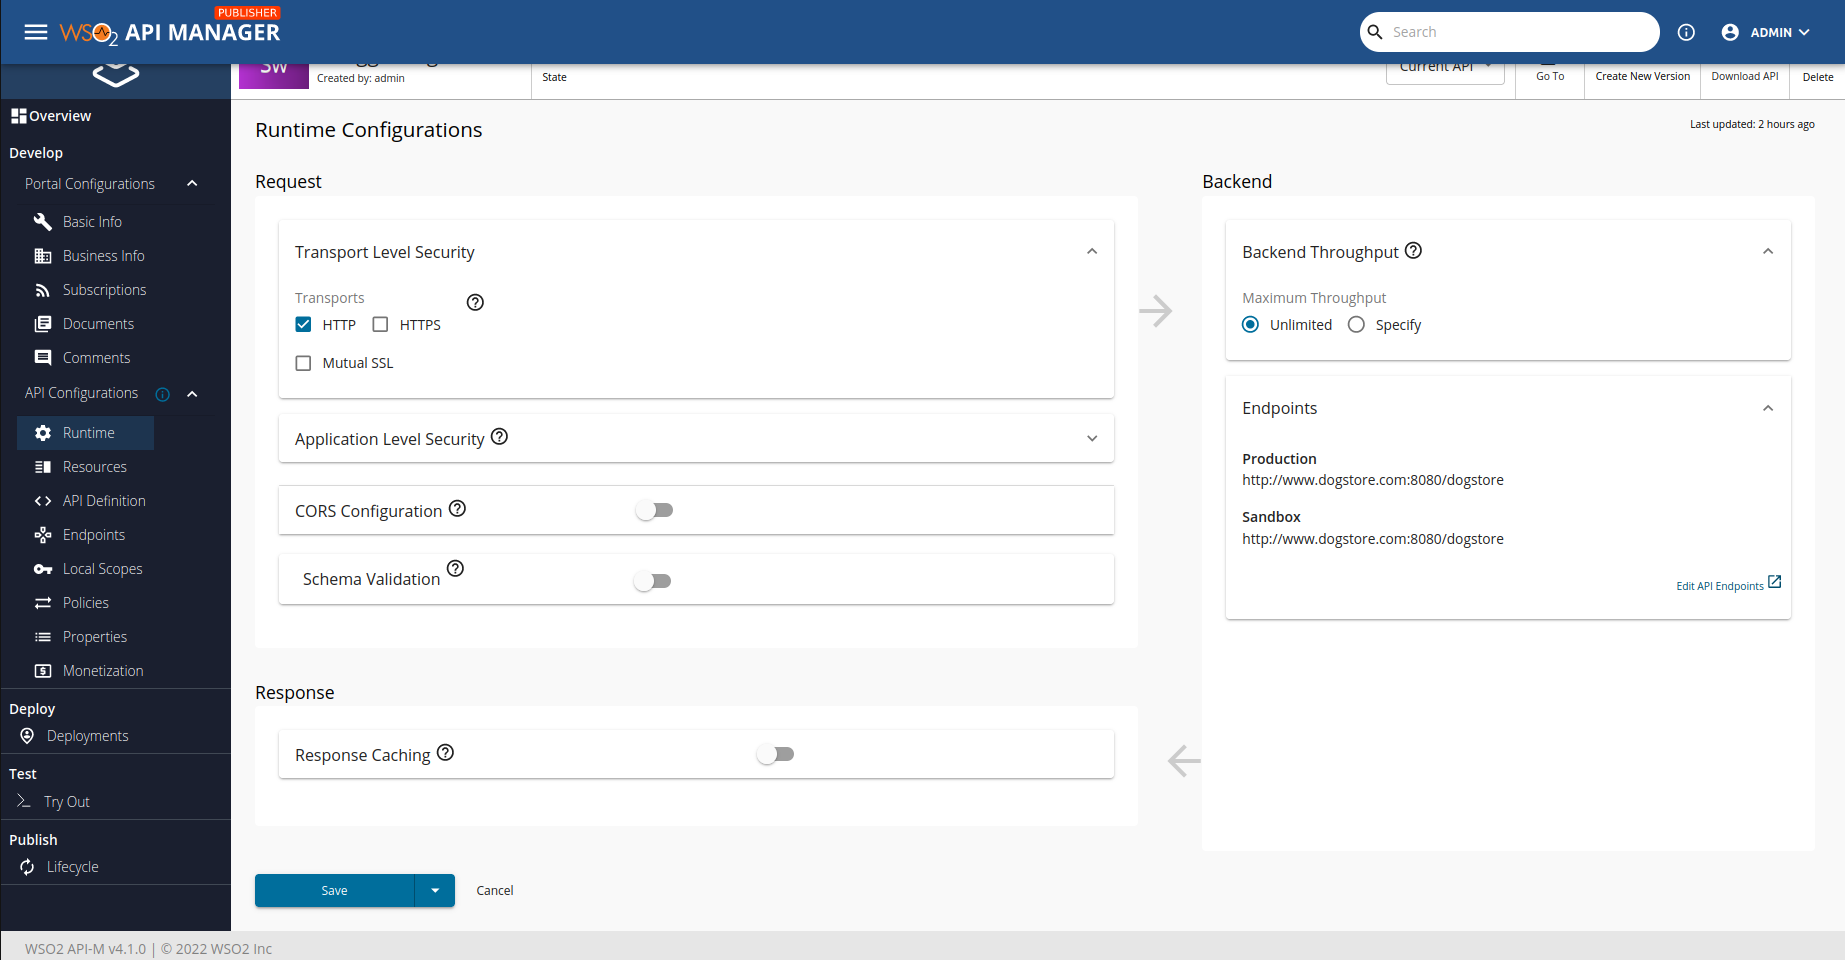 PUBLISHER
WSO2 API MANAGER
Search
ADMIN
SW
Created by: admin
State
Current API
Go To
Create New Version
Download API
Delete
Overview
Develop
Portal Configurations
Basic Info
Business Info
Subscriptions
Documents
Comments
API Configurations
Runtime
Resources
API Definition
Endpoints
Local Scopes
Policies
Properties
Monetization
Deploy
Deployments
Test
Try Out
Publish
Lifecycle
Runtime Configurations
Last updated: 2 hours ago
Request
Transport Level Security
Transports
HTTP
HTTPS
Mutual SSL
Application Level Security
CORS Configuration
Schema Validation
Response
Response Caching
Backend
Backend Throughput
Maximum Throughput
Unlimited
Specify
Endpoints
Production
http://www.dogstore.com:8080/dogstore
Sandbox
http://www.dogstore.com:8080/dogstore
Edit API Endpoints
Save
Cancel
WSO2 API-M v4.1.0 | © 2022 WSO2 Inc